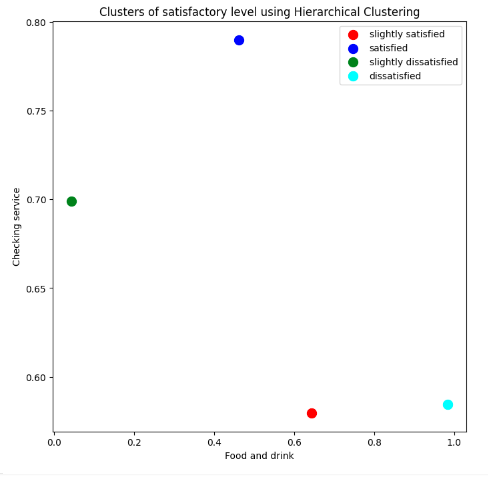 Clusters of satisfactory level using Hierarchical Clustering
slightly satisfied
satisfied
slightly dissatisfied
dissatisfied
0.80
0.75
0.70
0.65
0.60
Checking service
0.0 0.2 0.4 0.6 0.8 1.0
Food and drink